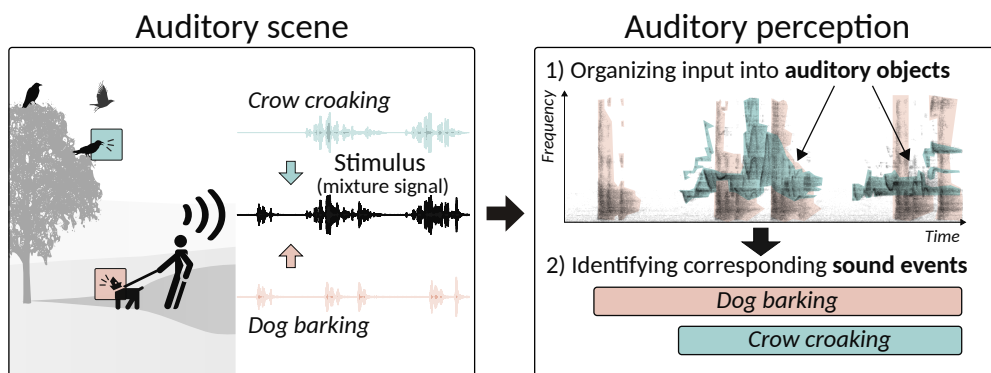 Auditory scene
Crow croaking
Stimulus
(mixture signal)
Dog barking
Auditory perception
1) Organizing input into auditory objects
Frequency
Time
2) Identifying corresponding sound events
Dog barking
Crow croaking